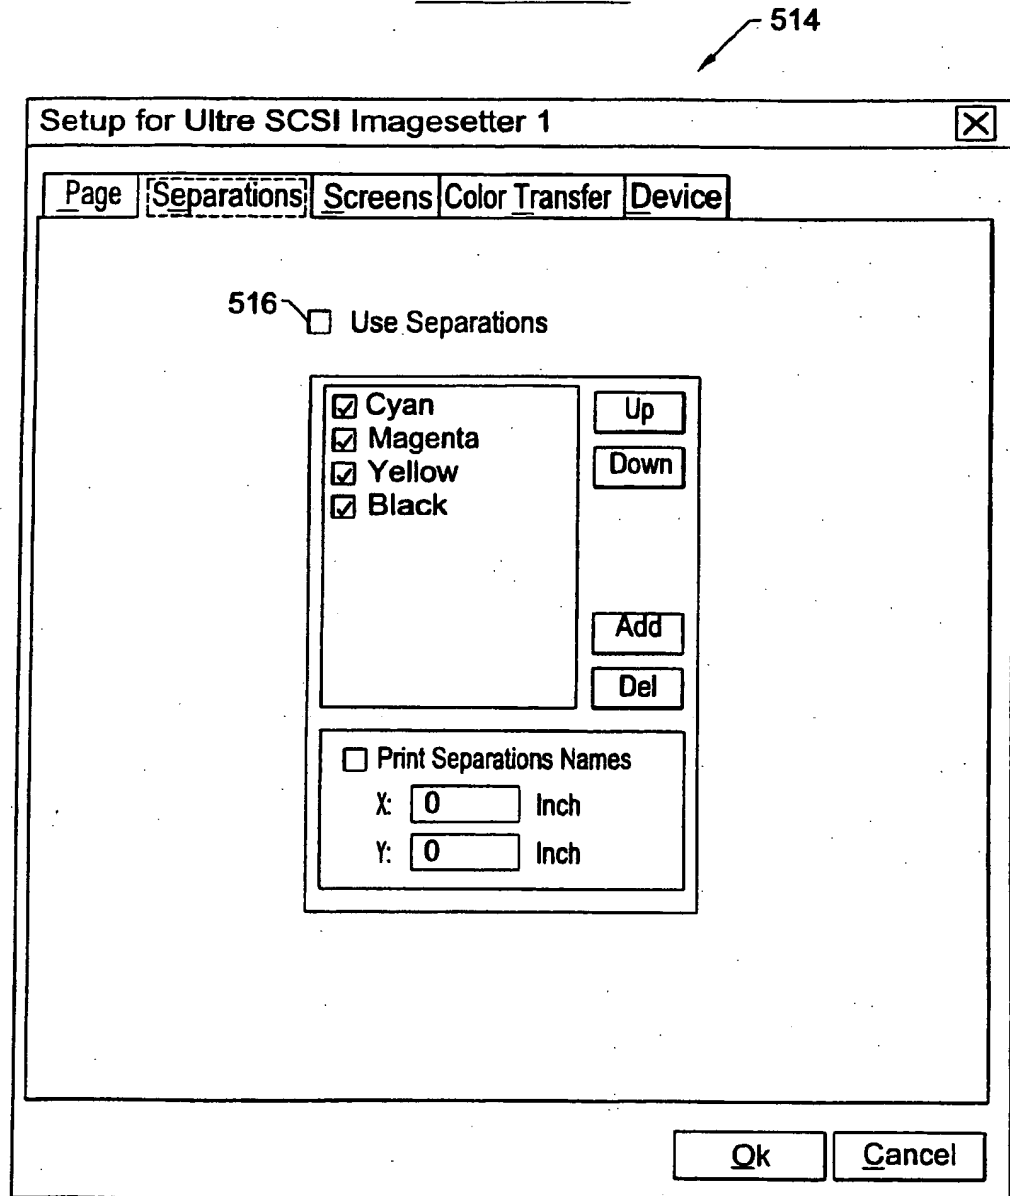 514
Setup for Ultre SCSI Imagesetter 1
Page Separations Screens Color Transfer Device
516
Use Separations
Cyan
Magenta
Yellow
Black
Up
Down
Add
Del
Print Separations Names
X: 0 Inch
Y: 0 Inch
Ok Cancel